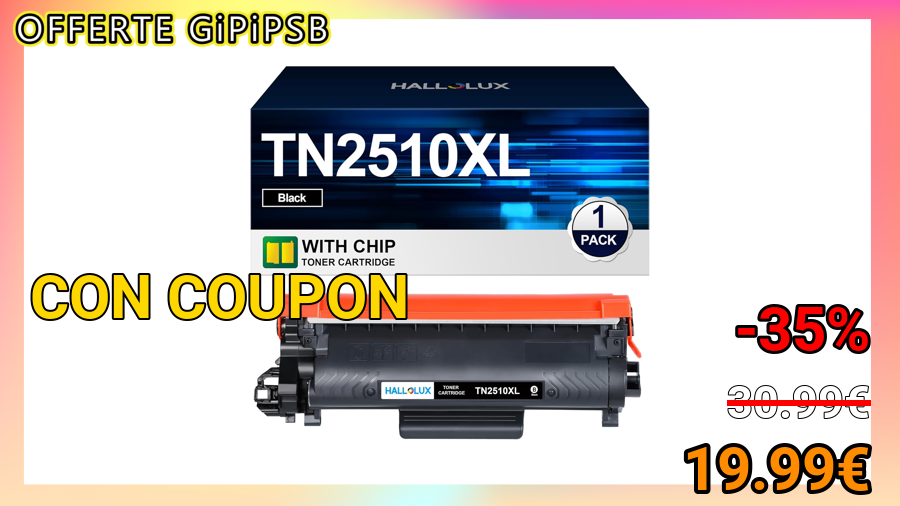 OFFERTE GiPiPSB
HALLOLUX
TN2510XL
Black
1
PACK
WITH CHIP
TONER CARTRIDGE
CON COUPON
-35%
HALLOLUX
TONER
CARTRIDGE
TN2510XL
B
30.99€
19.99€